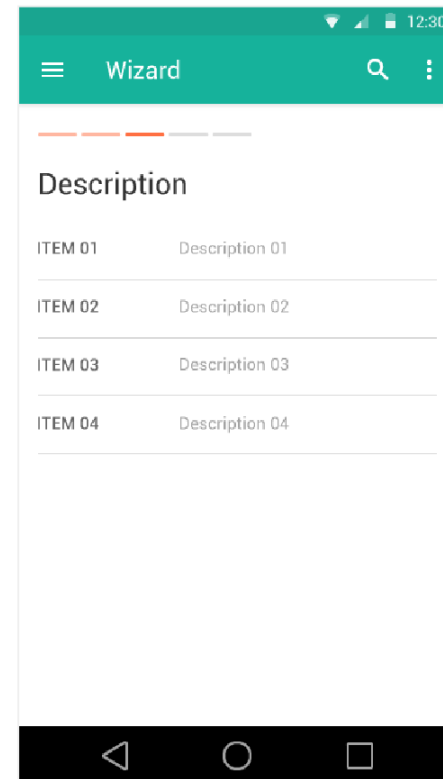 12:30
Wizard
Description
ITEM 01 Description 01
ITEM 02 Description 02
ITEM 03 Description 03
ITEM 04 Description 04